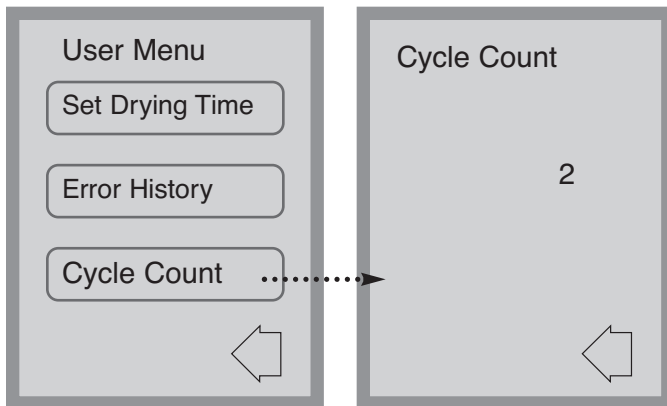 User Menu
Set Drying Time
Error History
Cycle Count
Cycle Count
2